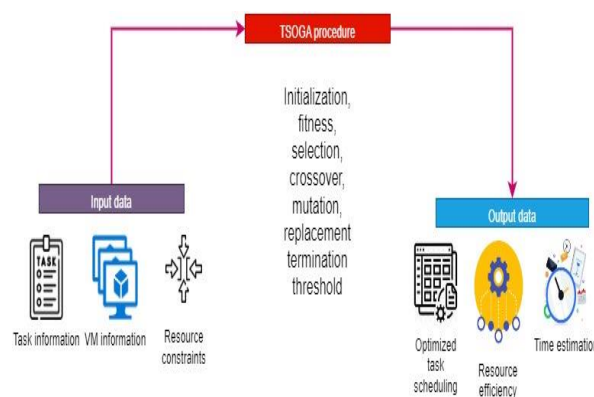 TSOGA procedure
Initialization,
fitness,
selection,
crossover,
mutation,
replacement
termination
threshold
Input data
TASK
Task information
VM information
Resource
constraints
Output data
Optimized
task
scheduling
Resource
efficiency
Time estimation